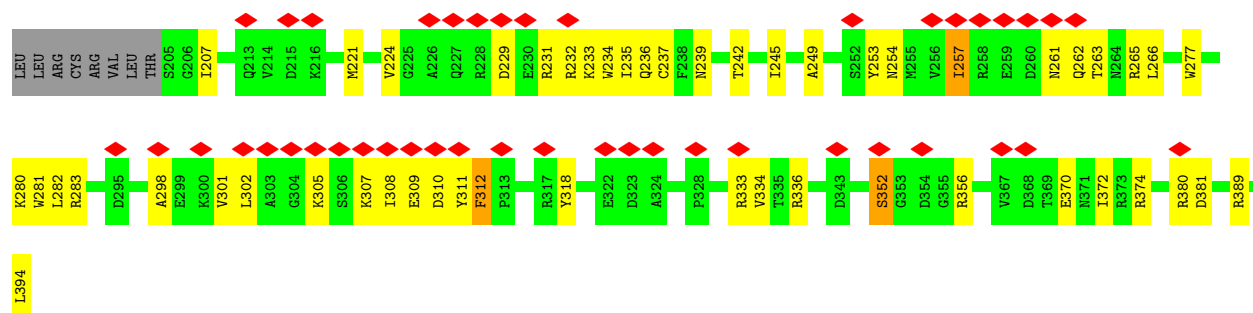 LEU LEU ARG CYS ARG VAL LEU THR S205 G206 I207 Q213 V214 D215 K216 M221 V224 G225 A226 Q227 R228 D229 E230 R231 R232 K233 W234 I235 Q236 C237 F238 N239 T242 I245 A249 S252 Y253 N254 M255 V256 I257 R258 E259 D260 N261 Q262 T263 N264 R265 L266 W277
K280 W281 L282 R283 D295 A298 E299 K300 V301 L302 A303 G304 K305 S306 K307 I308 E309 D310 Y311 F312 P313 R317 Y318 E322 D323 A324 P328 R333 V334 T335 R336 D343 S352 G353 D354 G355 R356 V367 D368 T369 E370 N371 I372 R373 R374 R380 D381 R389
L394